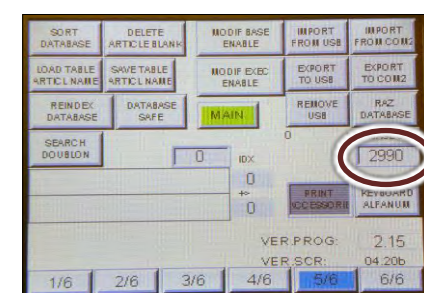 SORT DATABASE
DELETE ARTICLE BLANK
MODIF BASE ENABLE
IMPORT FROM USB
IMPORT FROM COM2
LOAD TABLE ARTICL NAME
SAVE TABLE ARTICL NAME
MODIF EXEC ENABLE
EXPORT TO USB
EXPORT TO COM2
REINDEX DATABASE
DATABASE SAFE
MAIN
REMOVE USB
RAZ DATABASE
SEARCH DOUBLON
0
IDX
0
2990
0
+>
0
PRINT
KEYBOARD ALFANUM
VER.PROG: 2.15
VER.SCR: 04.20b
1/6 2/6 3/6 4/6 5/6 6/6